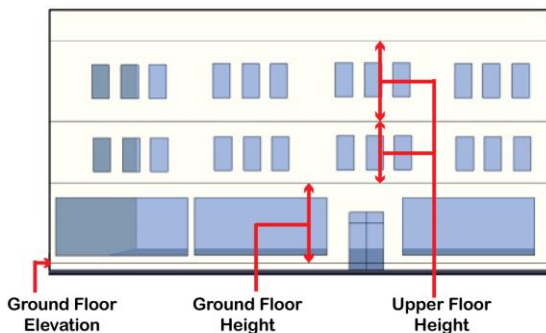 Ground Floor
Elevation
Ground Floor
Height
Upper Floor
Height